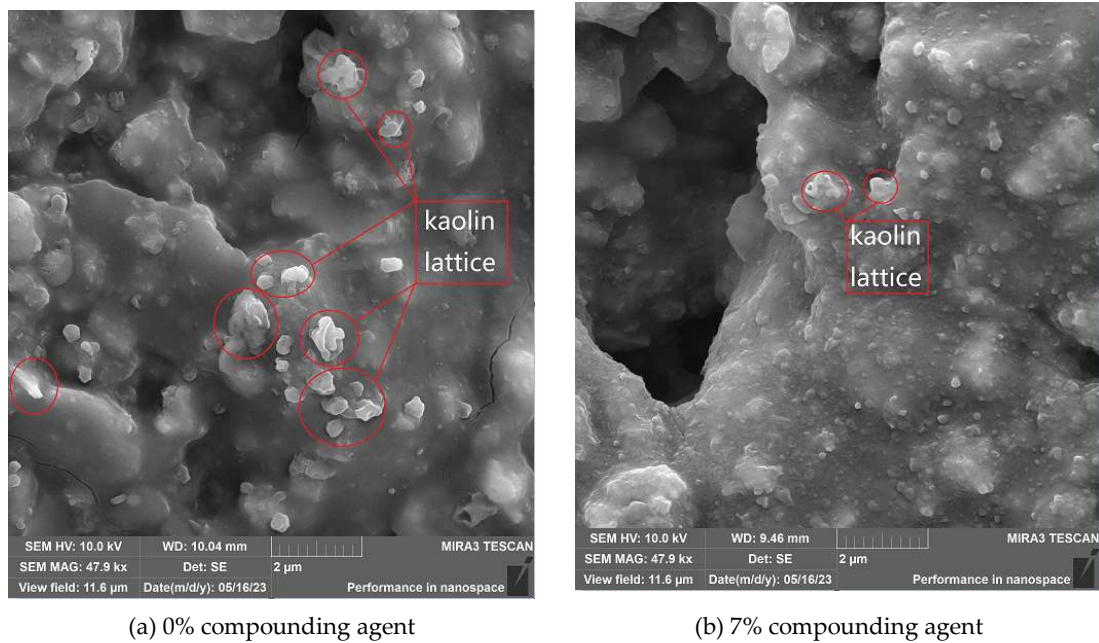 kaolin
lattice
SEM HV: 10.0 kV
WD: 10.04 mm
MIRA3 TESCAN
SEM MAG: 47.9 kx
Det: SE
2 µm
View field: 11.6 µm
Date(m/d/y): 05/16/23
Performance in nanospace
(a) 0% compounding agent
kaolin
lattice
SEM HV: 10.0 kV
WD: 9.46 mm
MIRA3 TESCAN
SEM MAG: 47.9 kx
Det: SE
2 µm
View field: 11.6 µm
Date(m/d/y): 05/16/23
Performance in nanospace
(b) 7% compounding agent